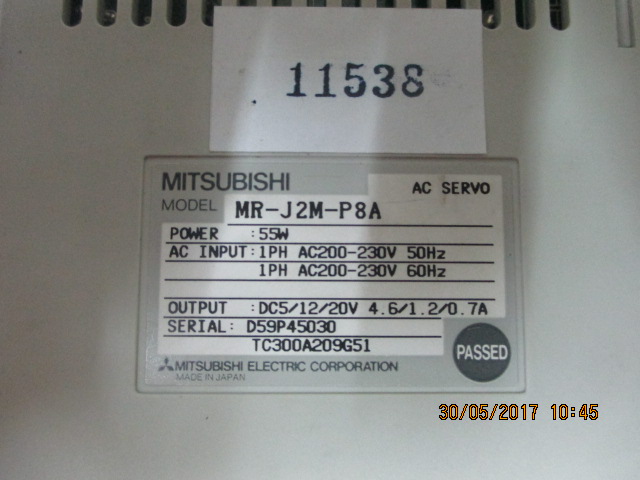 11538
MITSUBISHI
AC SERVO
MODEL MR-J2M-P8A
POWER :55W
AC INPUT:1PH AC200-230V 50Hz
1PH AC200-230V 60Hz
OUTPUT :DC5/12/20V 4.6/1.2/0.7A
SERIAL: D59P45030
TC300A209G51
PASSED
MITSUBISHI ELECTRIC CORPORATION
MADE IN JAPAN
30/05/2017 10:45